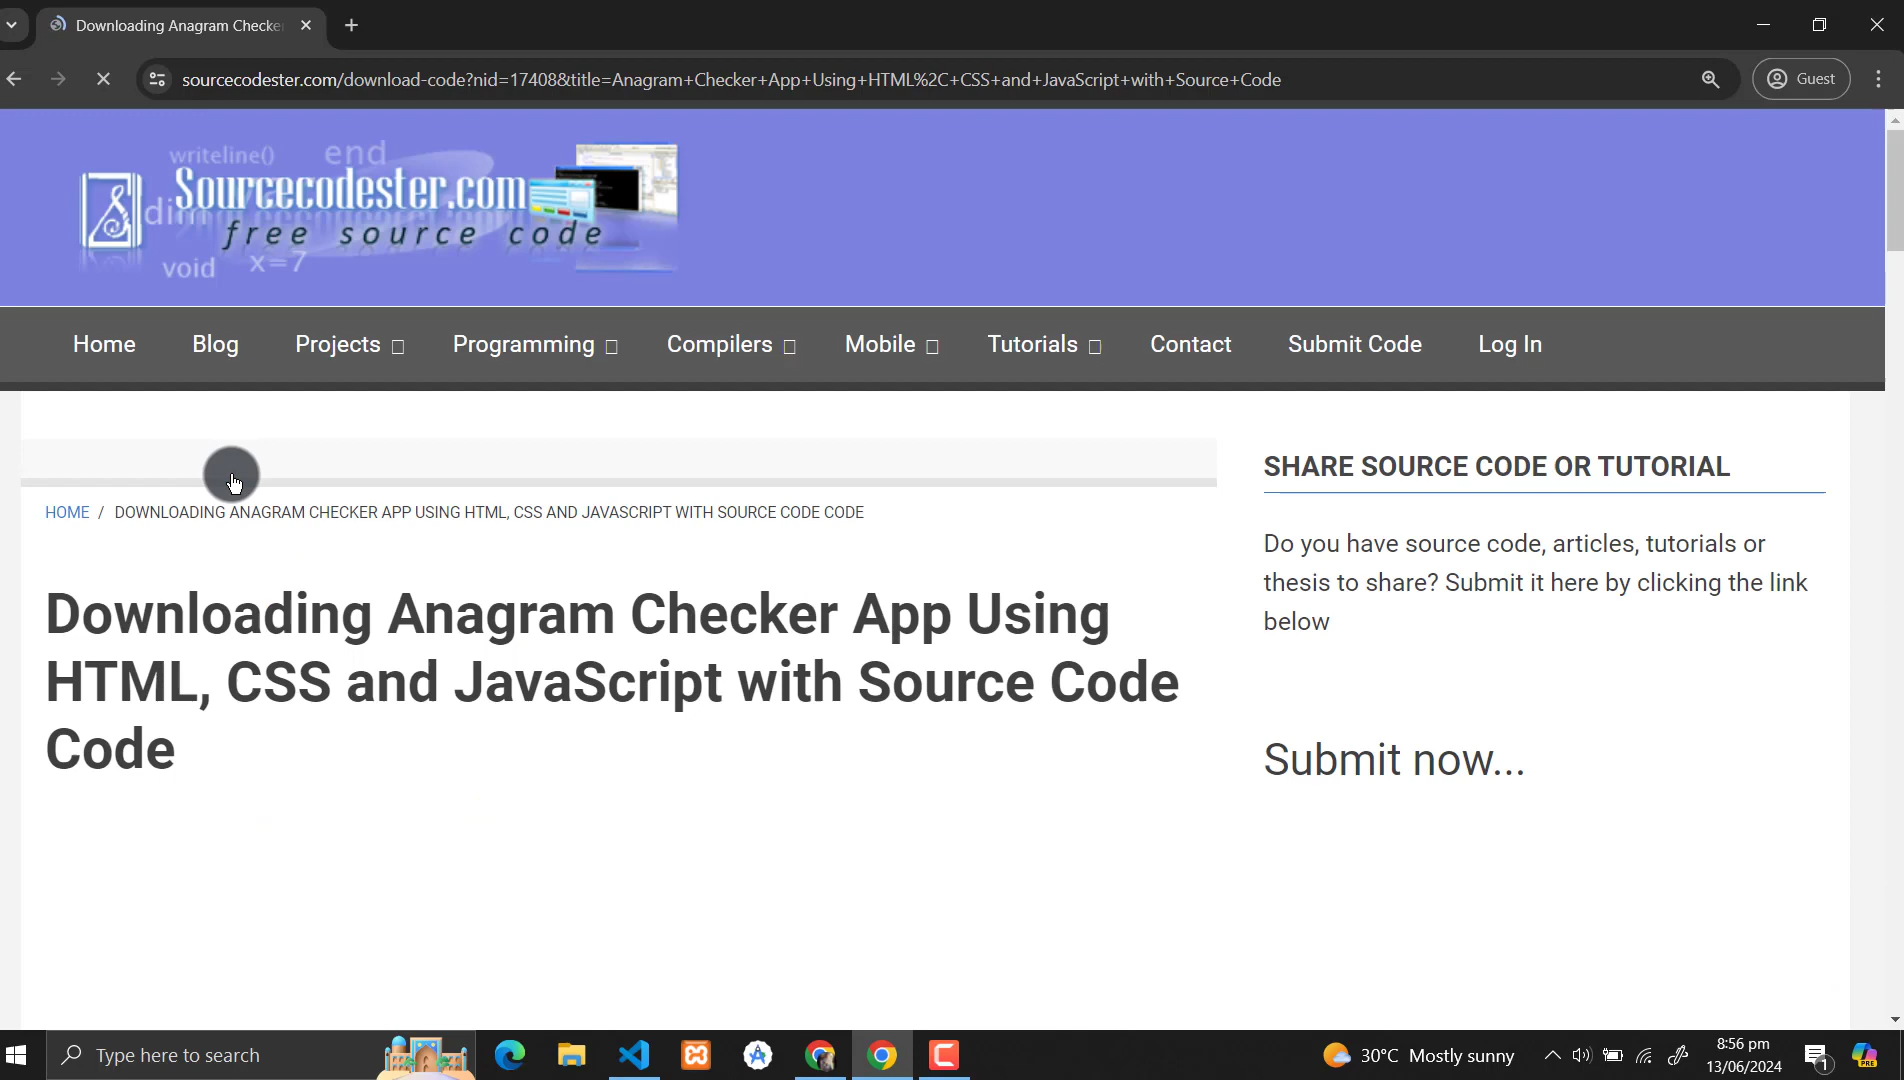 Downloading Anagram Checke
sourcecodester.com/download-code?nid=17408&title=Anagram+Checker+App+Using+HTML%2C+CSS+and+JavaScript+with+Source+Code
Guest
writeline() end
Sourcecodester.com
dim
free source code
void x=7
Home Blog Projects Programming Compilers Mobile Tutorials Contact Submit Code Log In
HOME / DOWNLOADING ANAGRAM CHECKER APP USING HTML, CSS AND JAVASCRIPT WITH SOURCE CODE CODE
Downloading Anagram Checker App Using
HTML, CSS and JavaScript with Source Code
Code
SHARE SOURCE CODE OR TUTORIAL
Do you have source code, articles, tutorials or
thesis to share? Submit it here by clicking the link
below
Submit now...
Type here to search
30°C Mostly sunny
8:56 pm
13/06/2024
1
PRE